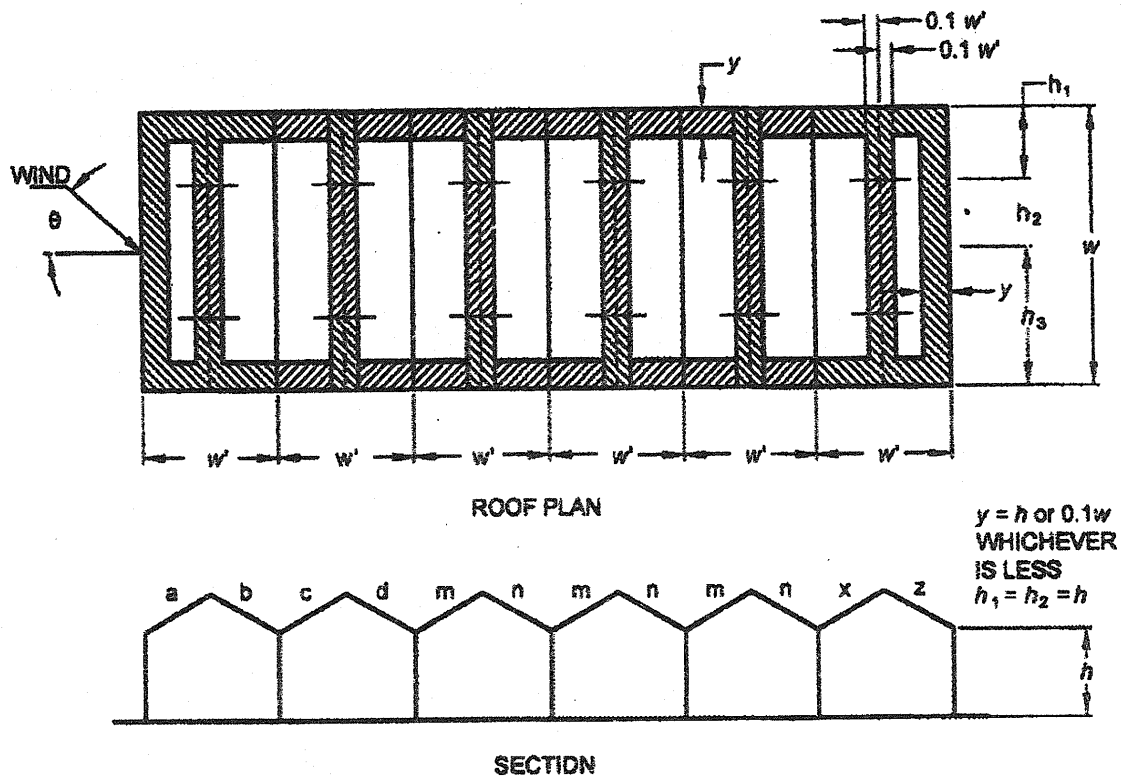 0.1 w'
0.1 w'
y
h₁
WIND
θ
h₂
w
y
h₃
w' w' w' w' w' w'
ROOF PLAN
y = h or 0.1w
WHICHEVER
IS LESS
h₁ = h₂ = h
a b c d m n m n m n x z
h
SECTION